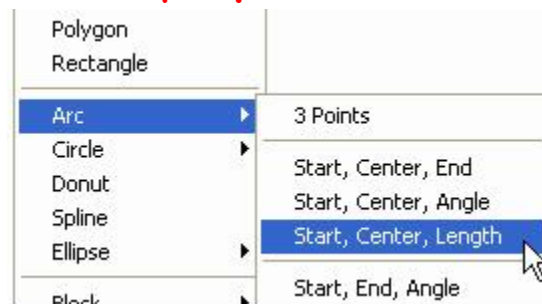 Polygon
Rectangle
Arc
Circle
Donut
Spline
Ellipse
Block
3 Points
Start, Center, End
Start, Center, Angle
Start, Center, Length
Start, End, Angle